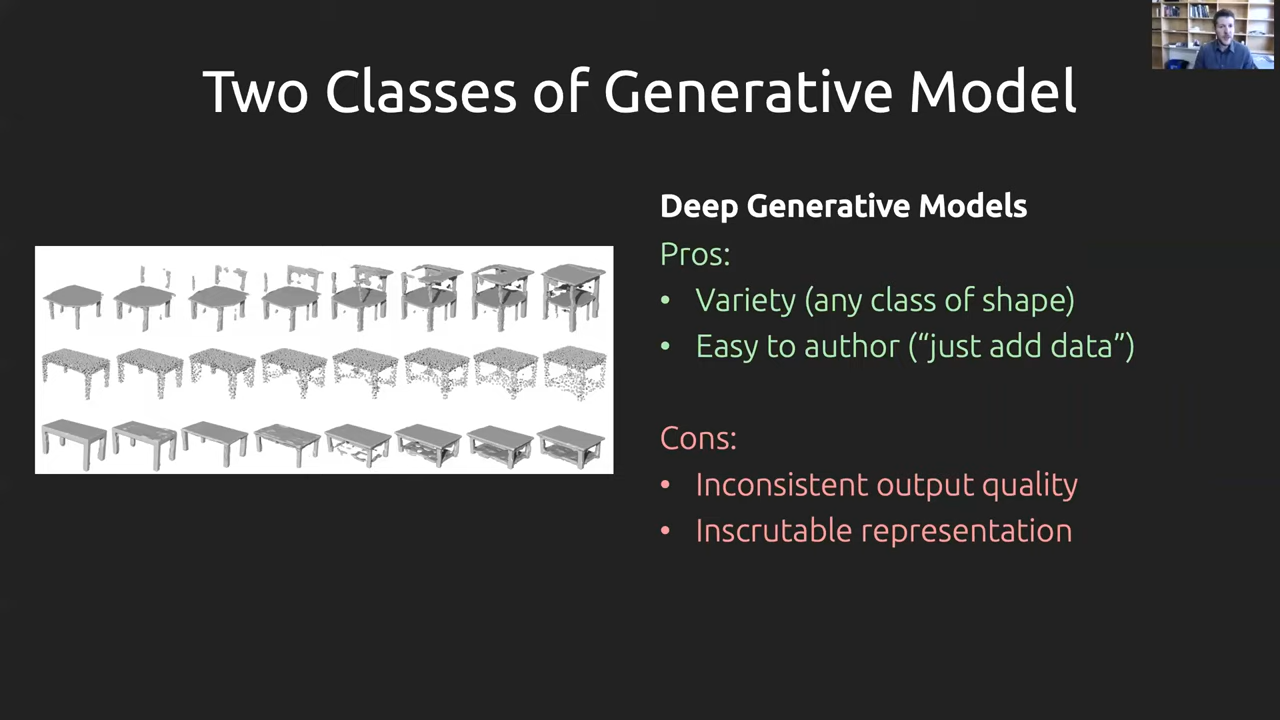 Two Classes of Generative Model
Deep Generative Models
Pros:
• Variety (any class of shape)
• Easy to author (“just add data”)
Cons:
• Inconsistent output quality
• Inscrutable representation